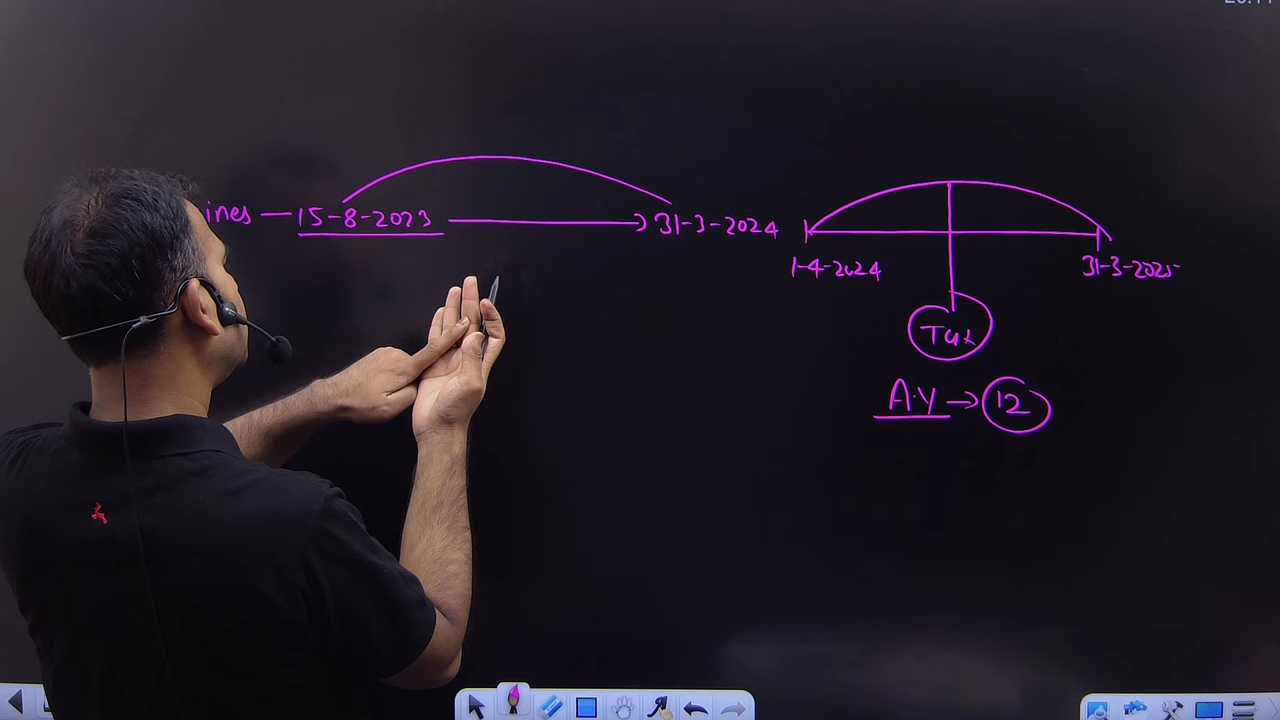 ines — 15-8-2023 → 31-3-2024
1-4-2024 31-3-2025
Tax
A.Y → 12